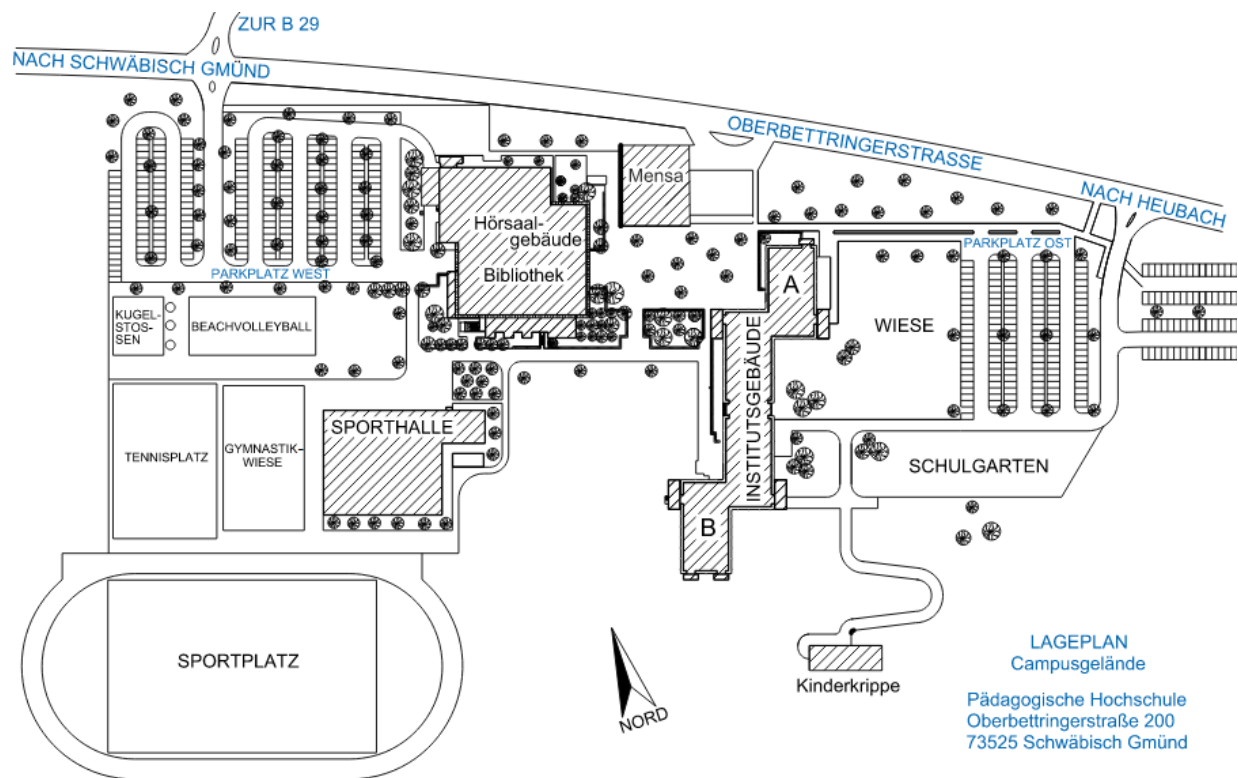 ZUR B 29
NACH SCHWÄBISCH GMÜND
OBERBETTRINGERSTRASSE
NACH HEUBACH
Mensa
Hörsaal-
gebäude
Bibliothek
PARKPLATZ WEST
PARKPLATZ OST
A
KUGEL-
STOS-
SEN
BEACHVOLLEYBALL
WIESE
INSTITUTSGEBÄUDE
SPORTHALLE
TENNISPLATZ
GYMNASTIK-
WIESE
SCHULGARTEN
B
SPORTPLATZ
Kinderkrippe
NORD
LAGEPLAN
Campusgelände
Pädagogische Hochschule
Oberbettringerstraße 200
73525 Schwäbisch Gmünd